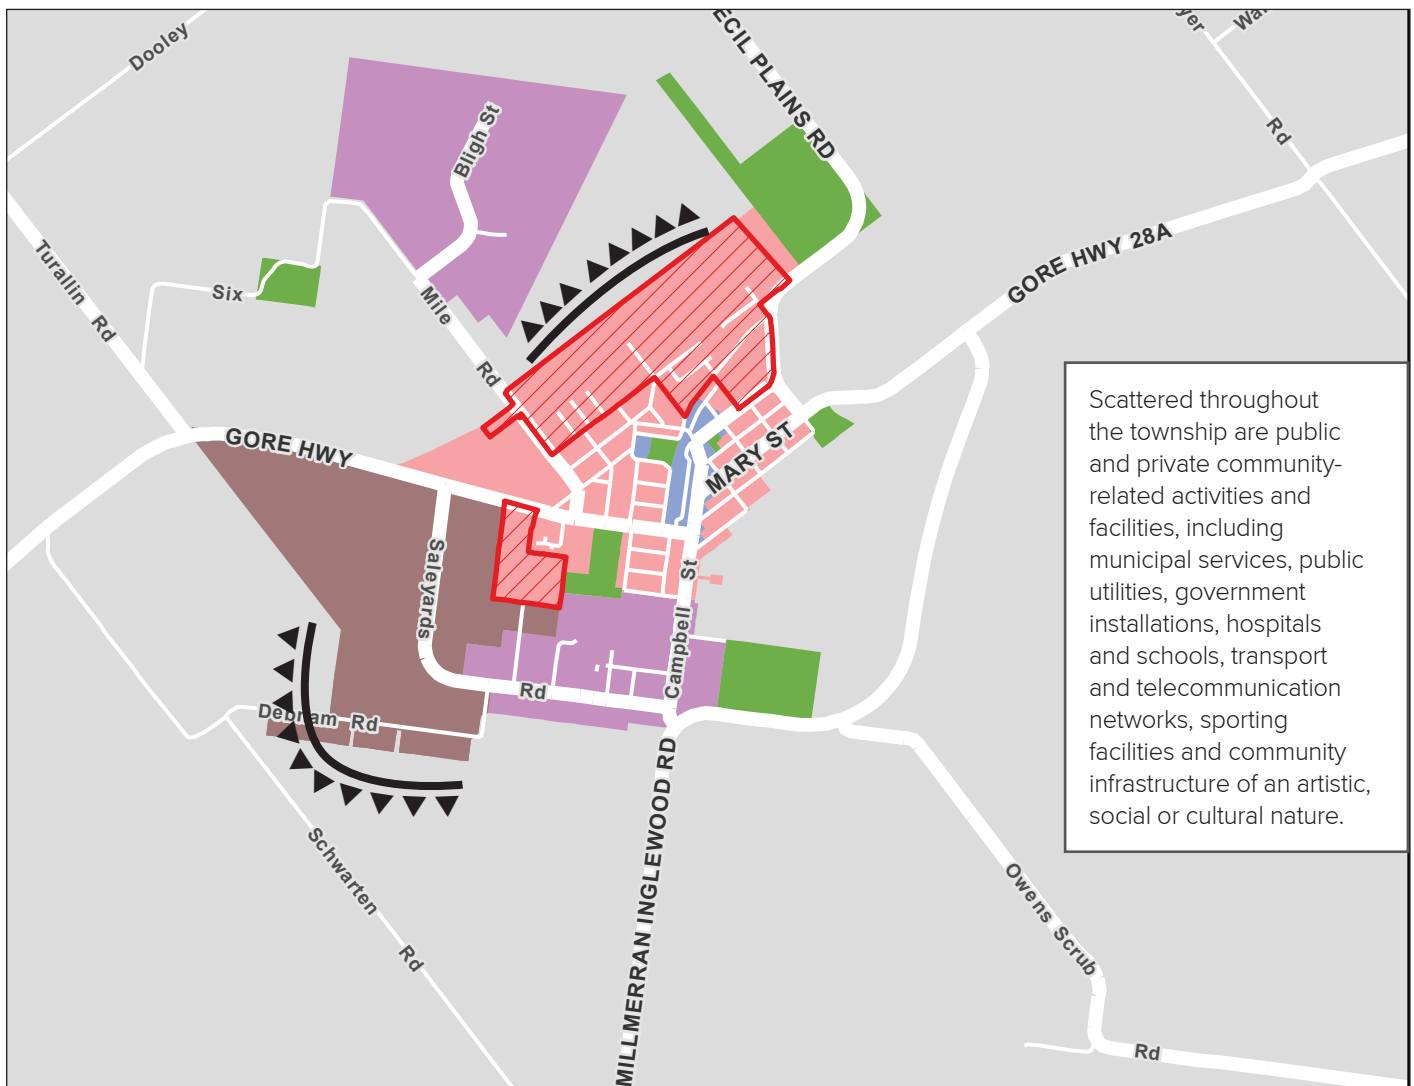 Dooley
ECIL PLAINS RD
Rd
Bligh St
Turallin Rd
Six Mile Rd
GORE HWY 28A
GORE HWY
MARY ST
Saleyards Rd
Campbell St
Debnam Rd
Schwarten Rd
MILLMERRAN INGLEWOOD RD
Owens Scrub Rd
Scattered throughout
the township are public
and private community-
related activities and
facilities, including
municipal services, public
utilities, government
installations, hospitals
and schools, transport
and telecommunication
networks, sporting
facilities and community
infrastructure of an artistic,
social or cultural nature.